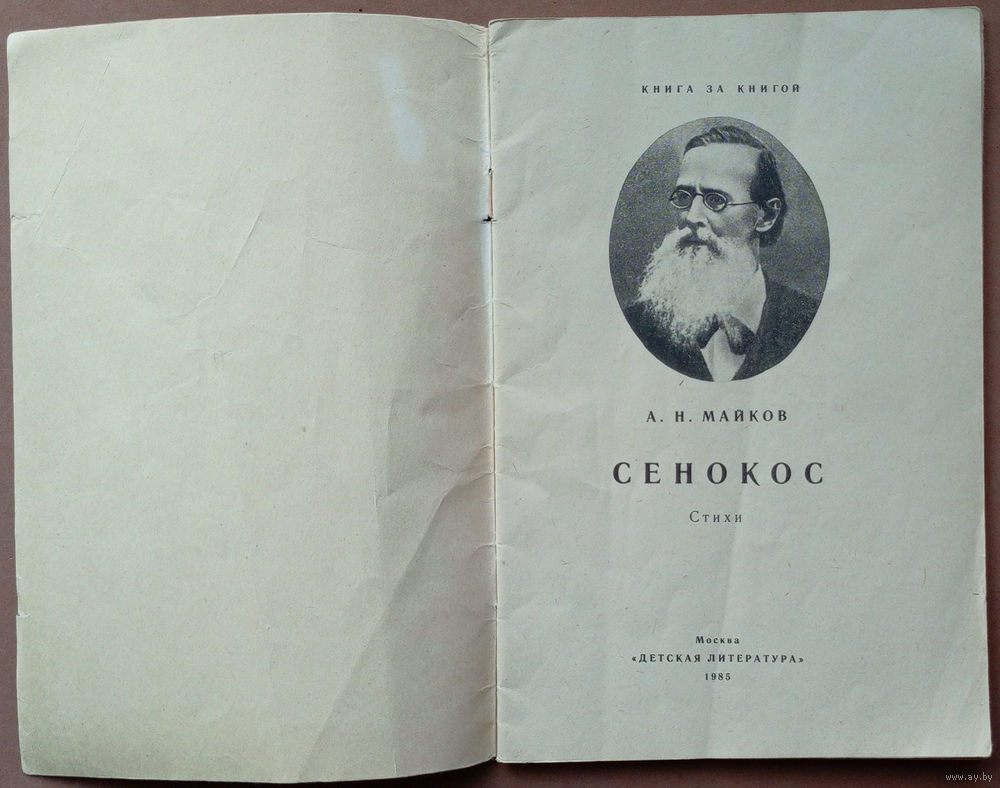 КНИГА ЗА КНИГОЙ
А. Н. МАЙКОВ
СЕНОКОС
Стихи
Москва
«ДЕТСКАЯ ЛИТЕРАТУРА»
1985
www.ay.by